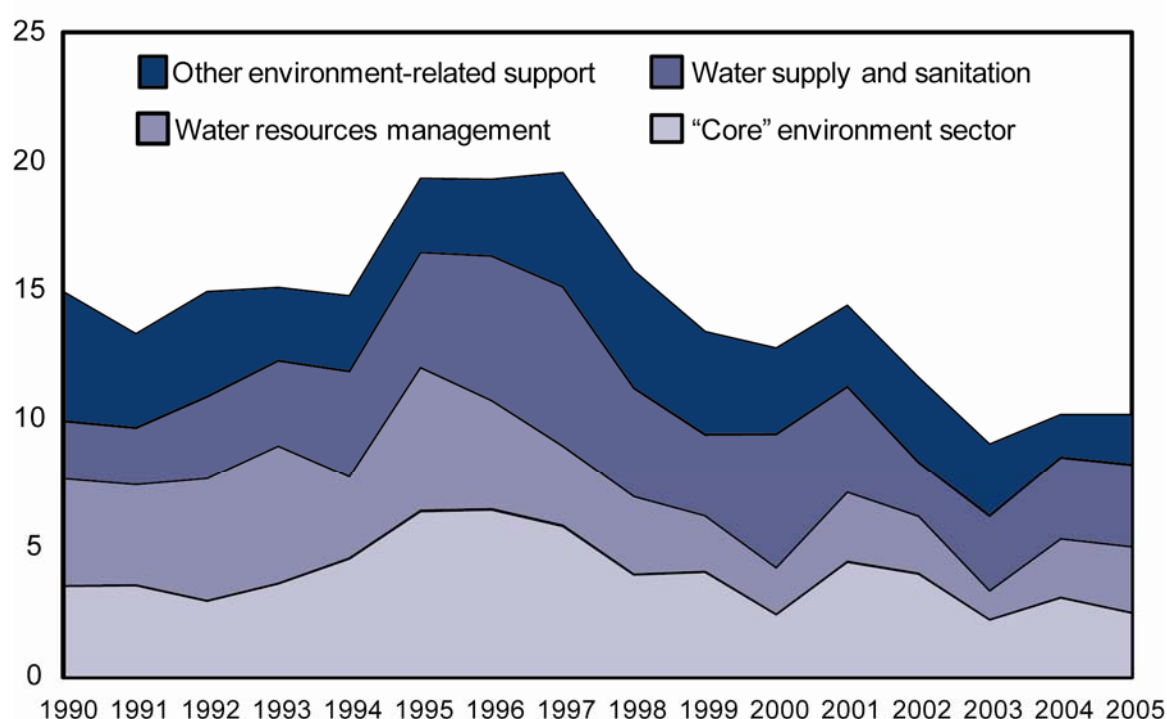 25
Other environment-related support
Water supply and sanitation
Water resources management
“Core” environment sector
20
15
10
5
0
1990 1991 1992 1993 1994 1995 1996 1997 1998 1999 2000 2001 2002 2003 2004 2005